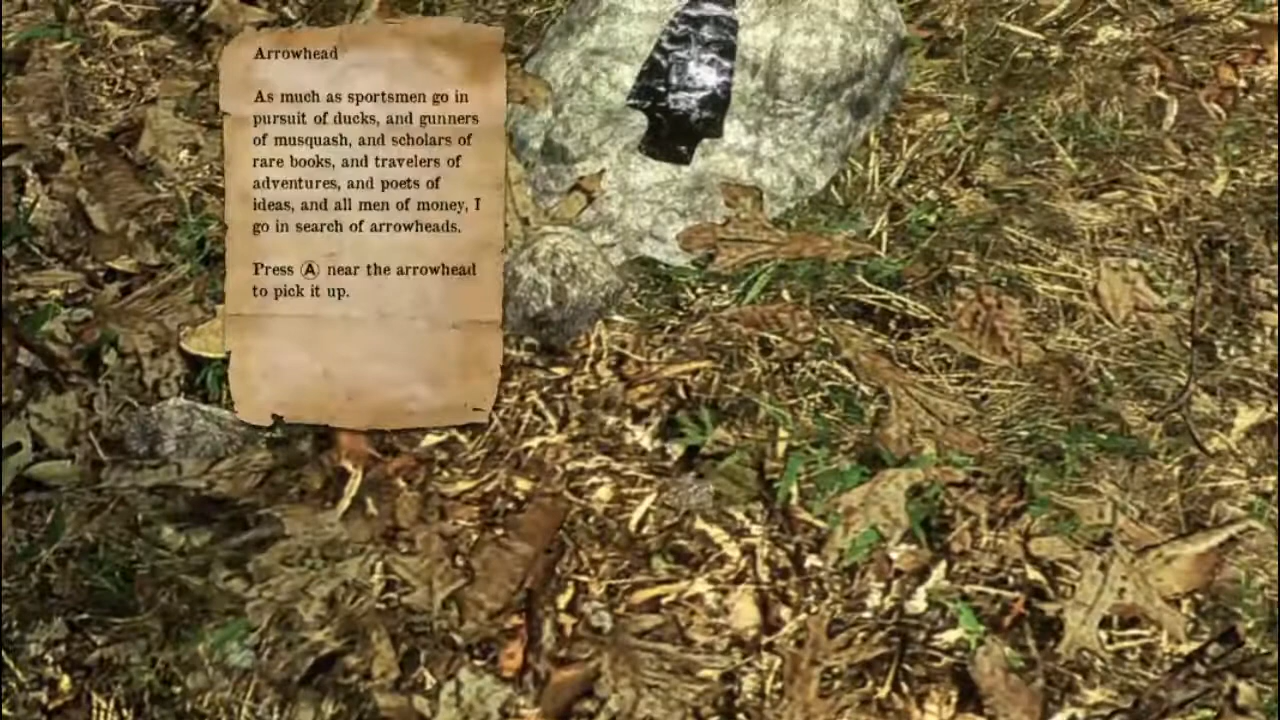 Arrowhead
As much as sportsmen go in
pursuit of ducks, and gunners
of musquash, and scholars of
rare books, and travelers of
adventures, and poets of
ideas, and all men of money, I
go in search of arrowheads.
Press Ⓐ near the arrowhead
to pick it up.